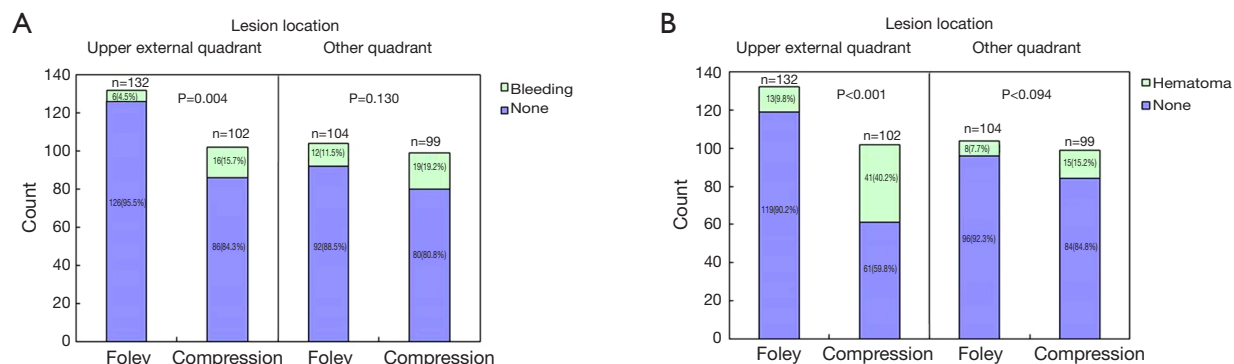 A
Lesion location
Upper external quadrant Other quadrant
140
120
100
80
60
40
20
0
Count
n=132
6(4.5%)
126(95.5%)
P=0.004
n=102
16(15.7%)
86(84.3%)
n=104
12(11.5%)
92(88.5%)
P=0.130
n=99
19(19.2%)
80(80.8%)
Bleeding
None
Foley Compression Foley Compression
B
Lesion location
Upper external quadrant Other quadrant
140
120
100
80
60
40
20
0
Count
n=132
13(9.8%)
119(90.2%)
P<0.001
n=102
41(40.2%)
61(59.8%)
n=104
8(7.7%)
96(92.3%)
P<0.094
n=99
15(15.2%)
84(84.8%)
Hematoma
None
Foley Compression Foley Compression